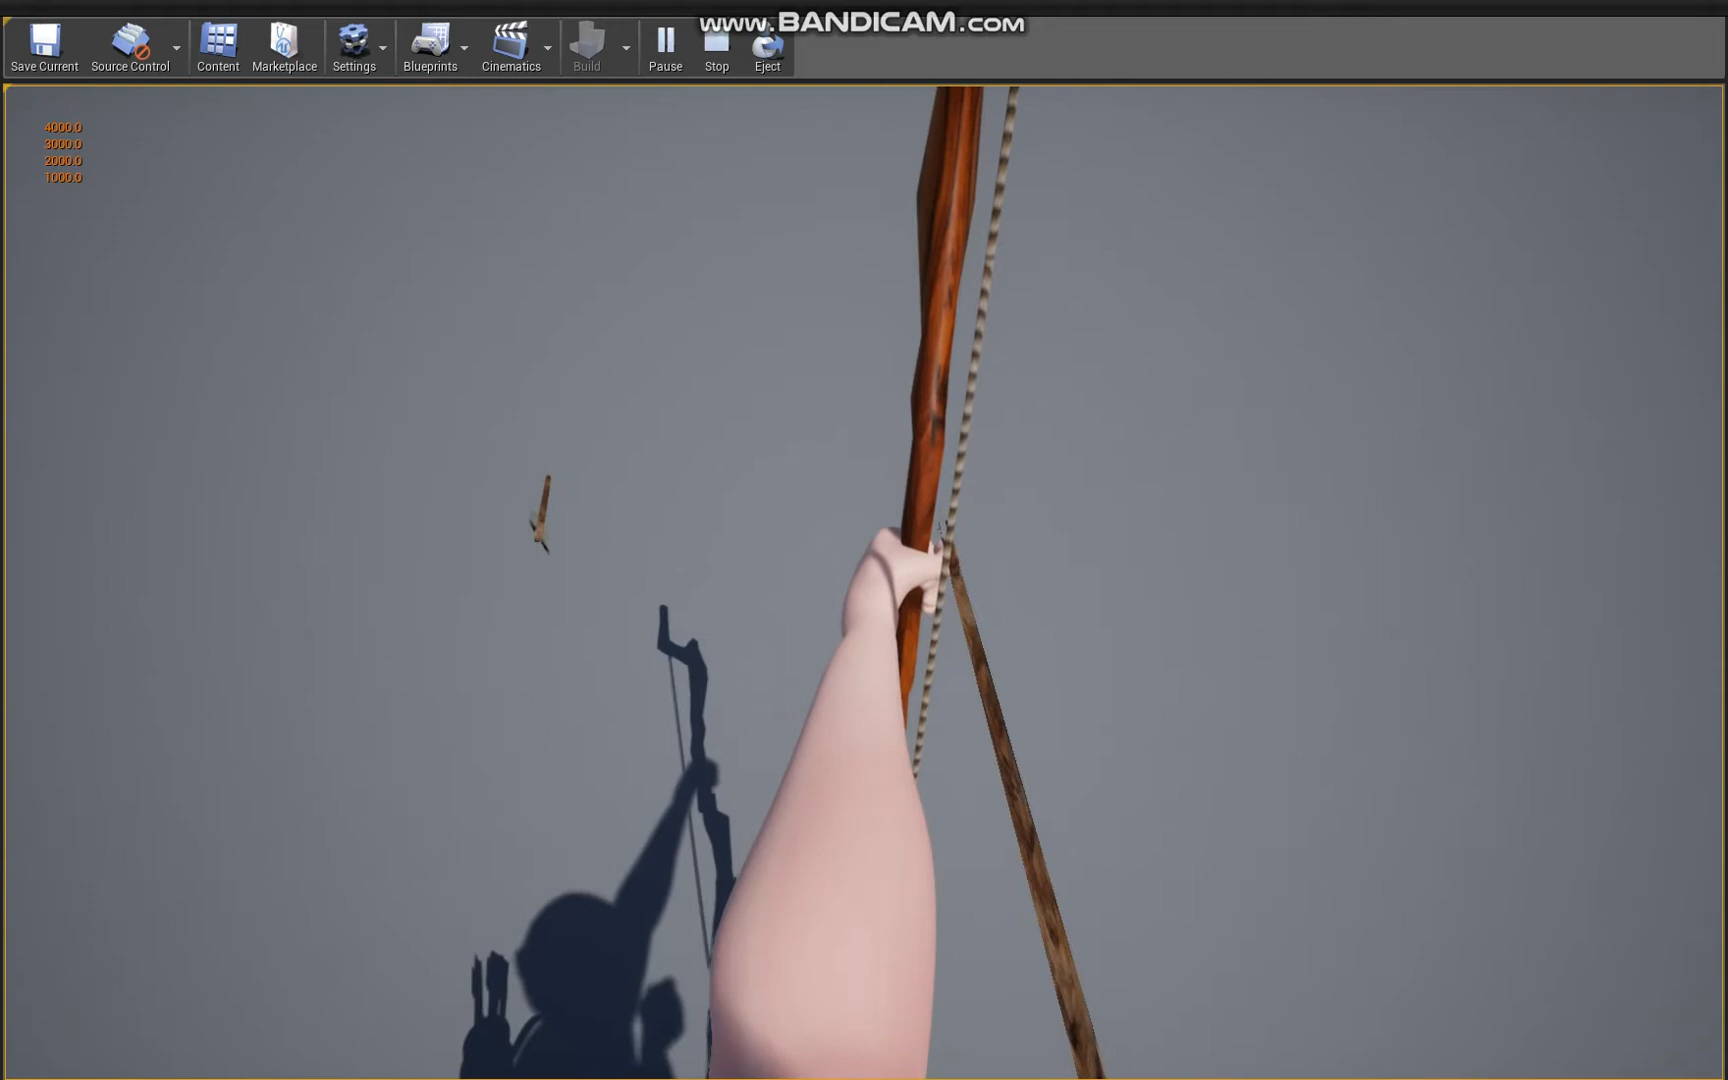 www.BANDICAM.com
Save Current
Source Control
Content
Marketplace
Settings
Blueprints
Cinematics
Build
Pause
Stop
Eject
4000.0
3000.0
2000.0
1000.0